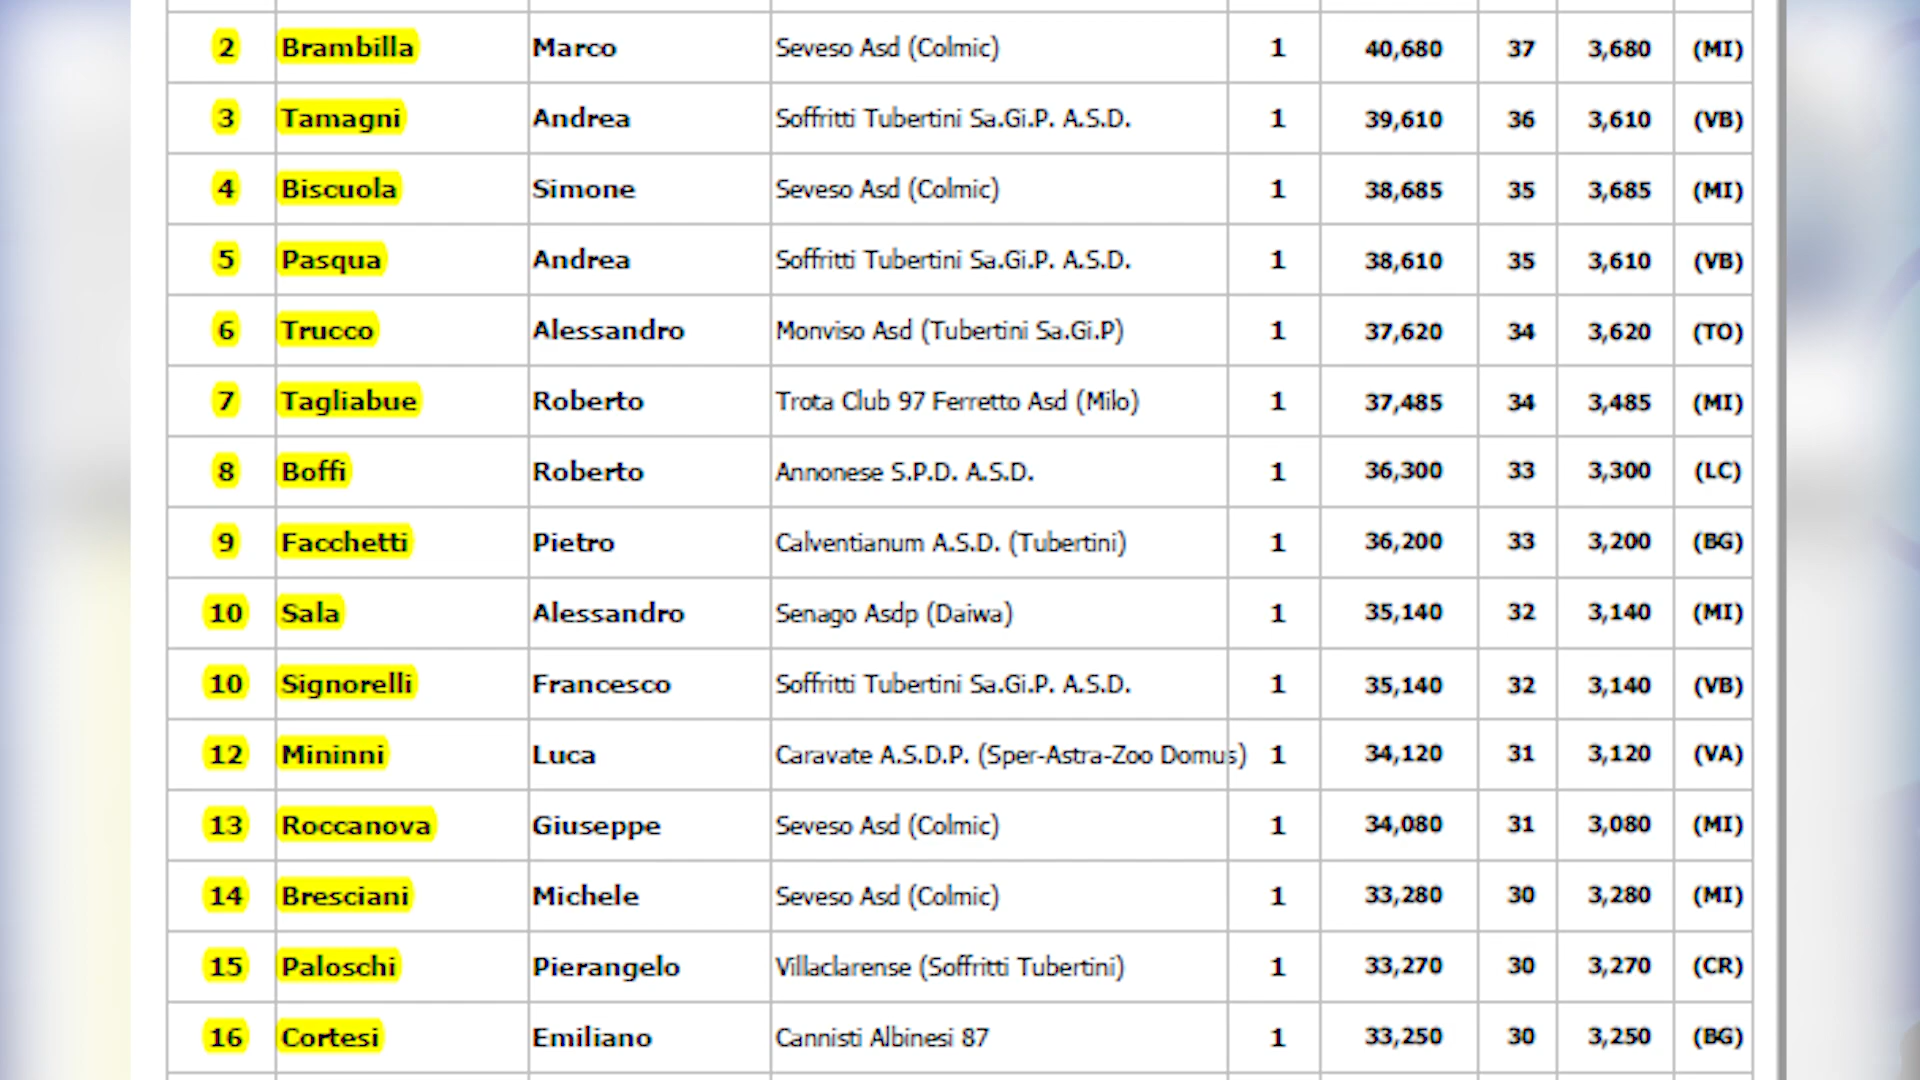 2 Brambilla Marco Seveso Asd (Colmic) 1 40,680 37 3,680 (MI)
3 Tamagni Andrea Soffritti Tubertini Sa.Gi.P. A.S.D. 1 39,610 36 3,610 (VB)
4 Biscuola Simone Seveso Asd (Colmic) 1 38,685 35 3,685 (MI)
5 Pasqua Andrea Soffritti Tubertini Sa.Gi.P. A.S.D. 1 38,610 35 3,610 (VB)
6 Trucco Alessandro Monviso Asd (Tubertini Sa.Gi.P) 1 37,620 34 3,620 (TO)
7 Tagliabue Roberto Trota Club 97 Ferretto Asd (Milo) 1 37,485 34 3,485 (MI)
8 Boffi Roberto Annonese S.P.D. A.S.D. 1 36,300 33 3,300 (LC)
9 Facchetti Pietro Calventianum A.S.D. (Tubertini) 1 36,200 33 3,200 (BG)
10 Sala Alessandro Senago Asdp (Daiwa) 1 35,140 32 3,140 (MI)
10 Signorelli Francesco Soffritti Tubertini Sa.Gi.P. A.S.D. 1 35,140 32 3,140 (VB)
12 Mininni Luca Caravate A.S.D.P. (Sper-Astra-Zoo Domus) 1 34,120 31 3,120 (VA)
13 Roccanova Giuseppe Seveso Asd (Colmic) 1 34,080 31 3,080 (MI)
14 Bresciani Michele Seveso Asd (Colmic) 1 33,280 30 3,280 (MI)
15 Paloschi Pierangelo Villaclarense (Soffritti Tubertini) 1 33,270 30 3,270 (CR)
16 Cortesi Emiliano Cannisti Albinesi 87 1 33,250 30 3,250 (BG)